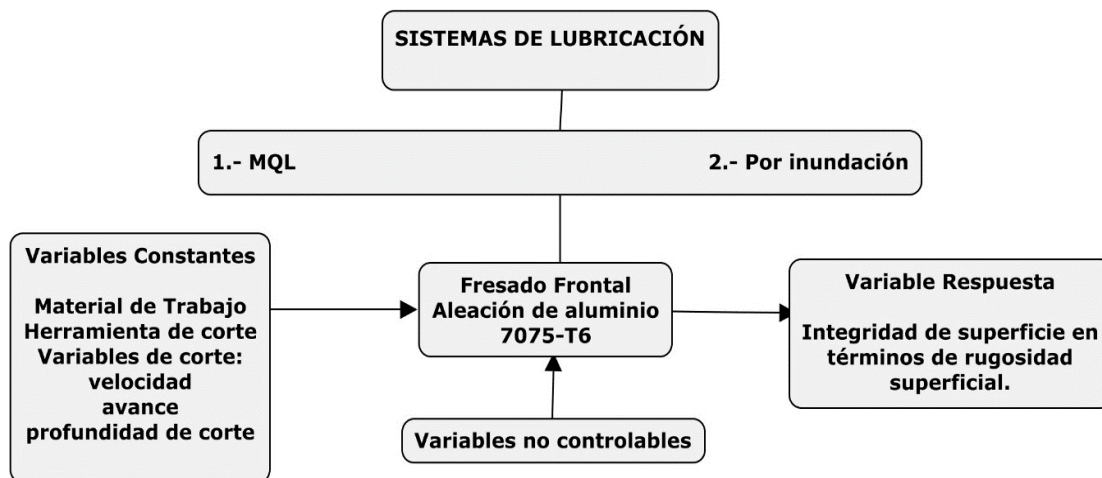 SISTEMAS DE LUBRICACIÓN
1.- MQL
2.- Por inundación
Variables Constantes
Material de Trabajo
Herramienta de corte
Variables de corte:
velocidad
avance
profundidad de corte
Fresado Frontal
Aleación de aluminio
7075-T6
Variable Respuesta
Integridad de superficie en
términos de rugosidad
superficial.
Variables no controlables